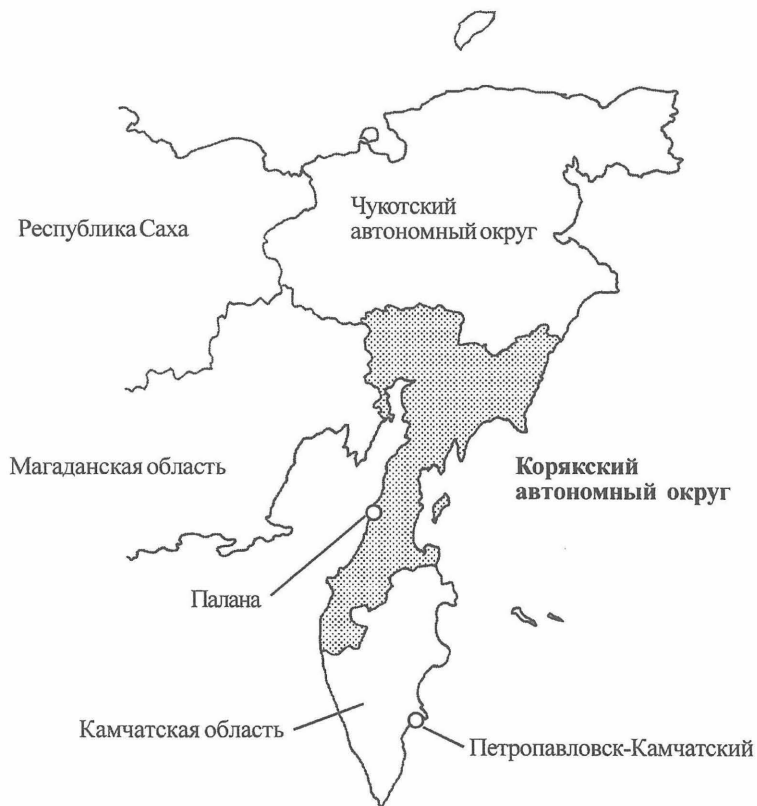 Чукотский
автономный округ
Республика Саха
Магаданская область
Корякский
автономный округ
Палана
Камчатская область
Петропавловск-Камчатский